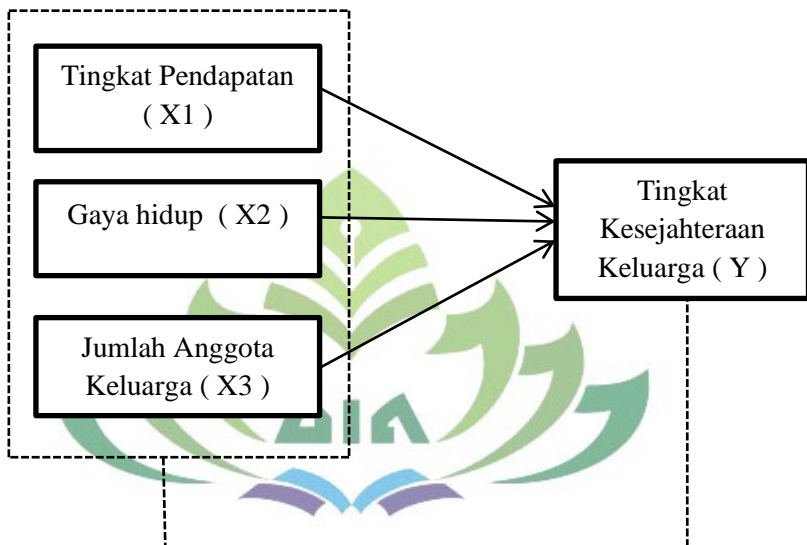 Tingkat Pendapatan
( X1 )
Gaya hidup ( X2 )
Jumlah Anggota
Keluarga ( X3 )
Tingkat
Kesejahteraan
Keluarga ( Y )